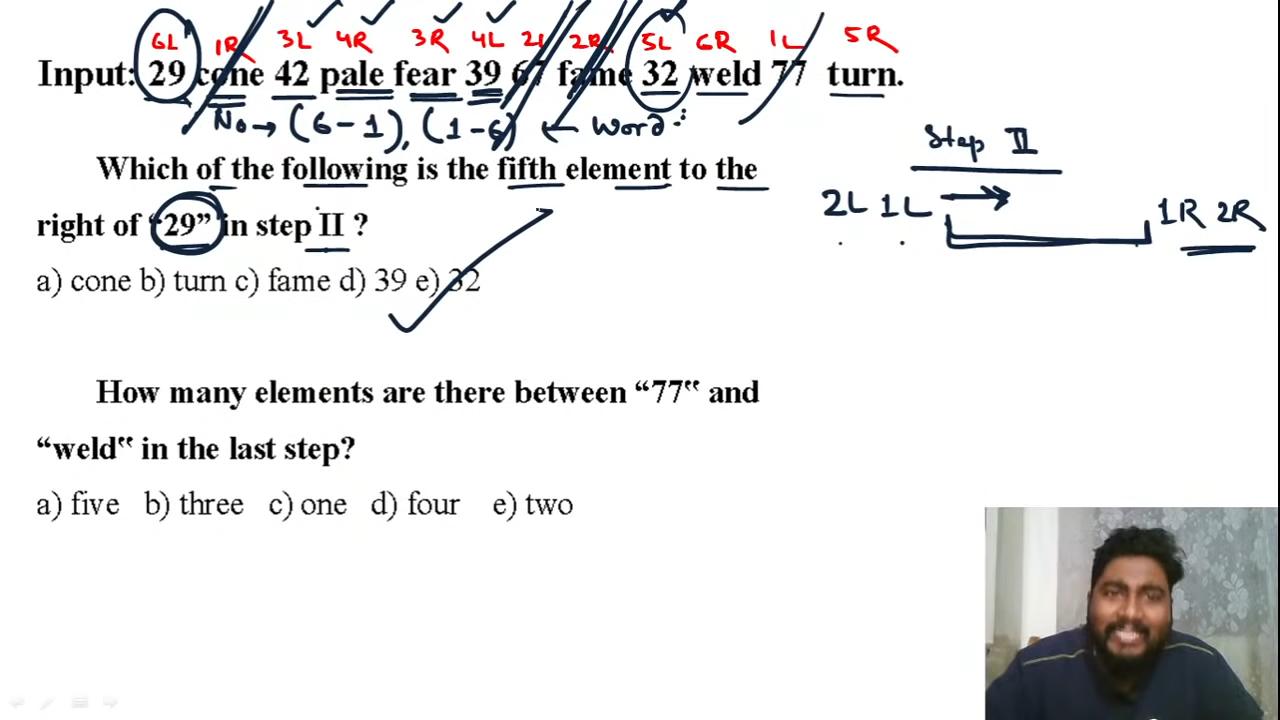 6L 1R 3L 4R 3R 4L 2L 2R 5L 6R 1L 5R
Input: 29 cone 42 pale fear 39 67 fame 32 weld 77 turn.
No → (6-1), (1-6) ← Word
Step II
Which of the following is the fifth element to the
2L 1L 1R 2R
right of “29” in step II ?
a) cone b) turn c) fame d) 39 e) 32
How many elements are there between “77‟ and
“weld‟ in the last step?
a) five b) three c) one d) four e) two